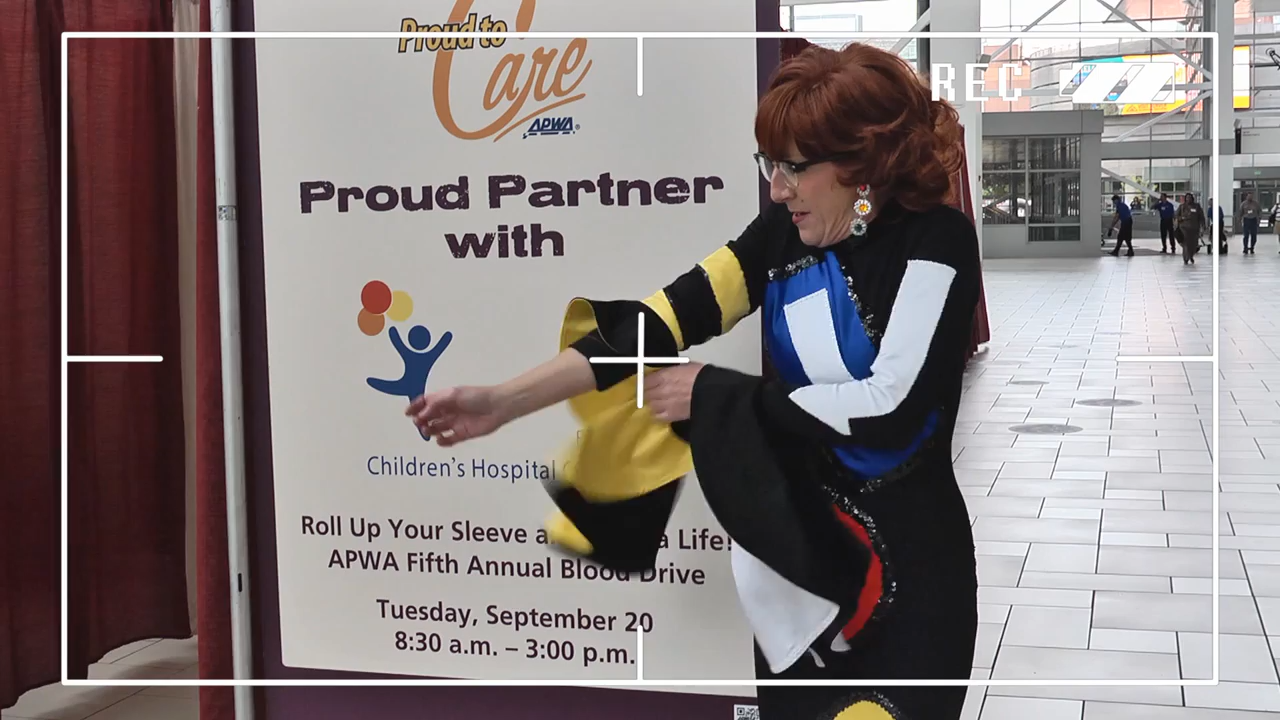 Proud to
Care
APWA®
REC
Proud Partner
with
Children's Hospital
Roll Up Your Sleeve a Life!
APWA Fifth Annual Blood Drive
Tuesday, September 20
8:30 a.m. – 3:00 p.m.